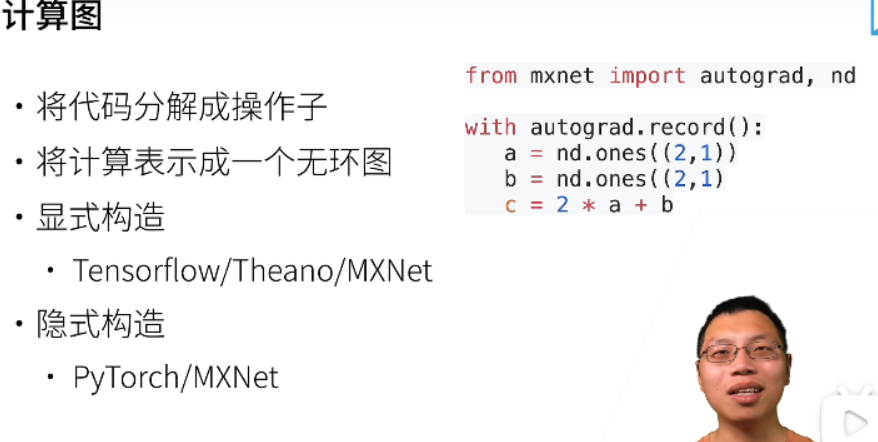 计算图
• 将代码分解成操作子
• 将计算表示成一个无环图
• 显式构造
• Tensorflow/Theano/MXNet
• 隐式构造
• PyTorch/MXNet
from mxnet import autograd, nd
with autograd.record():
a = nd.ones((2,1))
b = nd.ones((2,1)
c = 2 * a + b